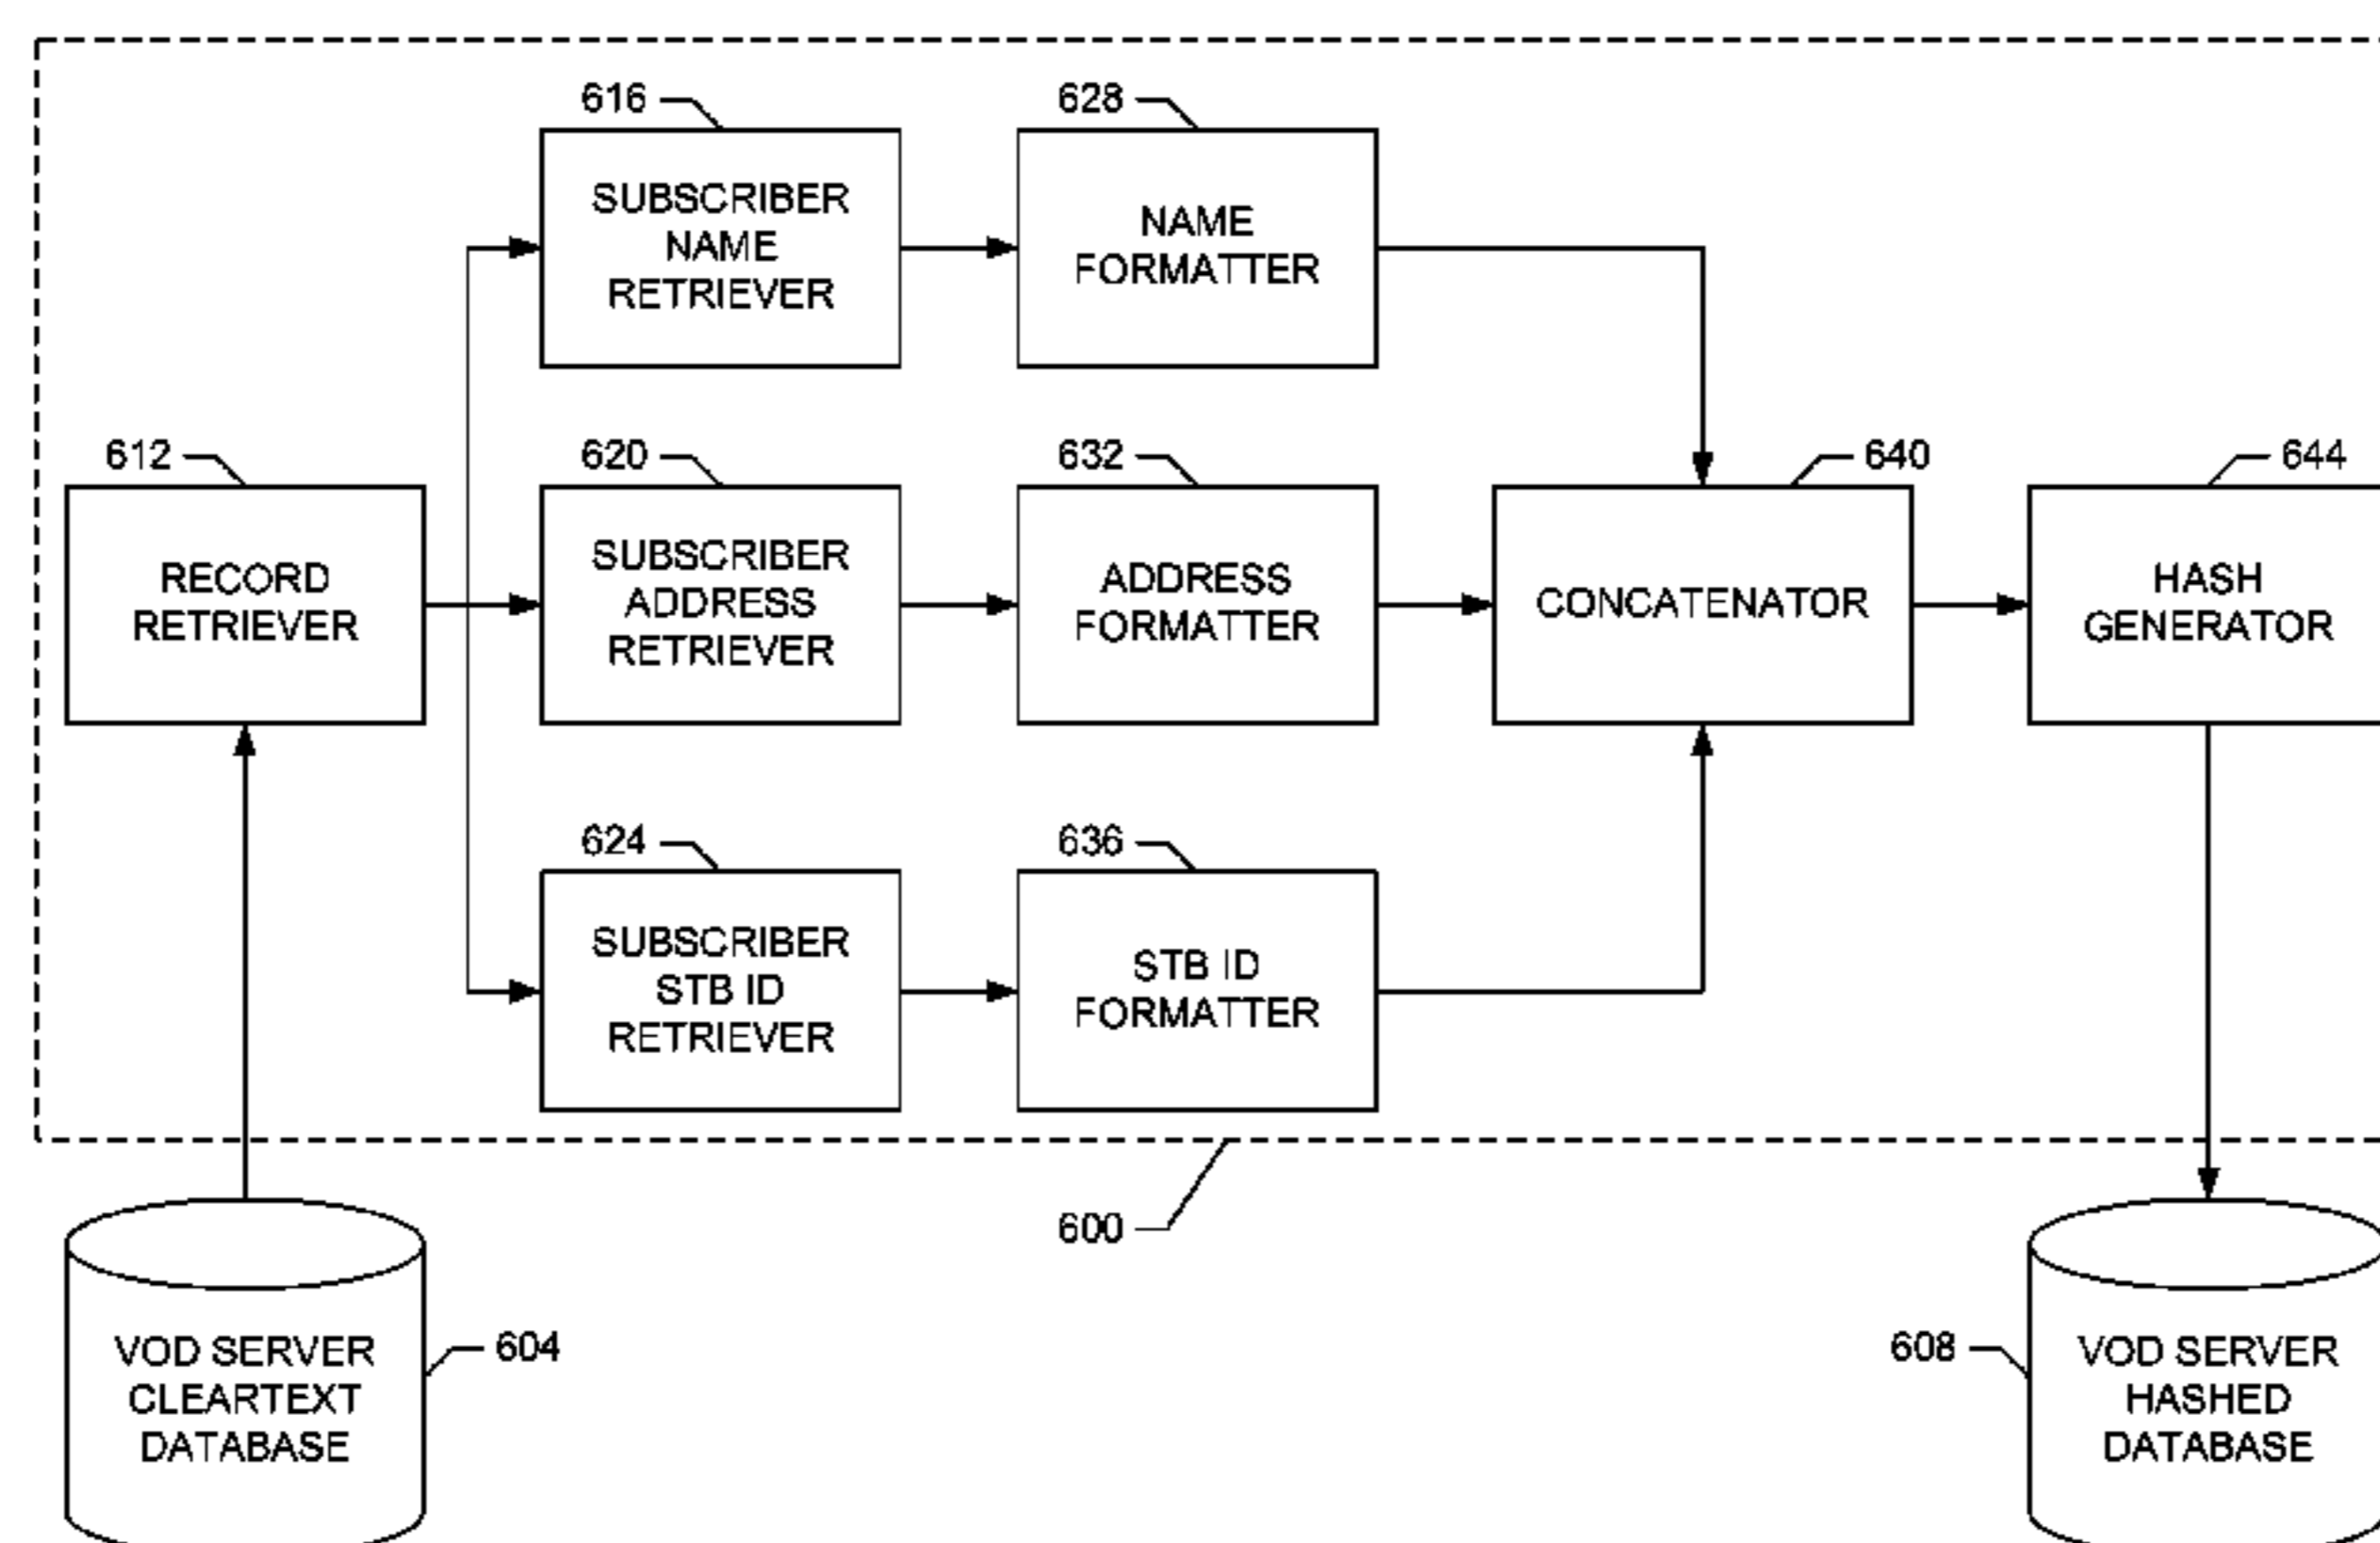 616
SUBSCRIBER
NAME
RETRIEVER
628
NAME
FORMATTER
612
RECORD
RETRIEVER
620
SUBSCRIBER
ADDRESS
RETRIEVER
632
ADDRESS
FORMATTER
640
CONCATENATOR
644
HASH
GENERATOR
624
SUBSCRIBER
STB ID
RETRIEVER
636
STB ID
FORMATTER
600
VOD SERVER
CLEARTEXT
DATABASE
604
608
VOD SERVER
HASHED
DATABASE